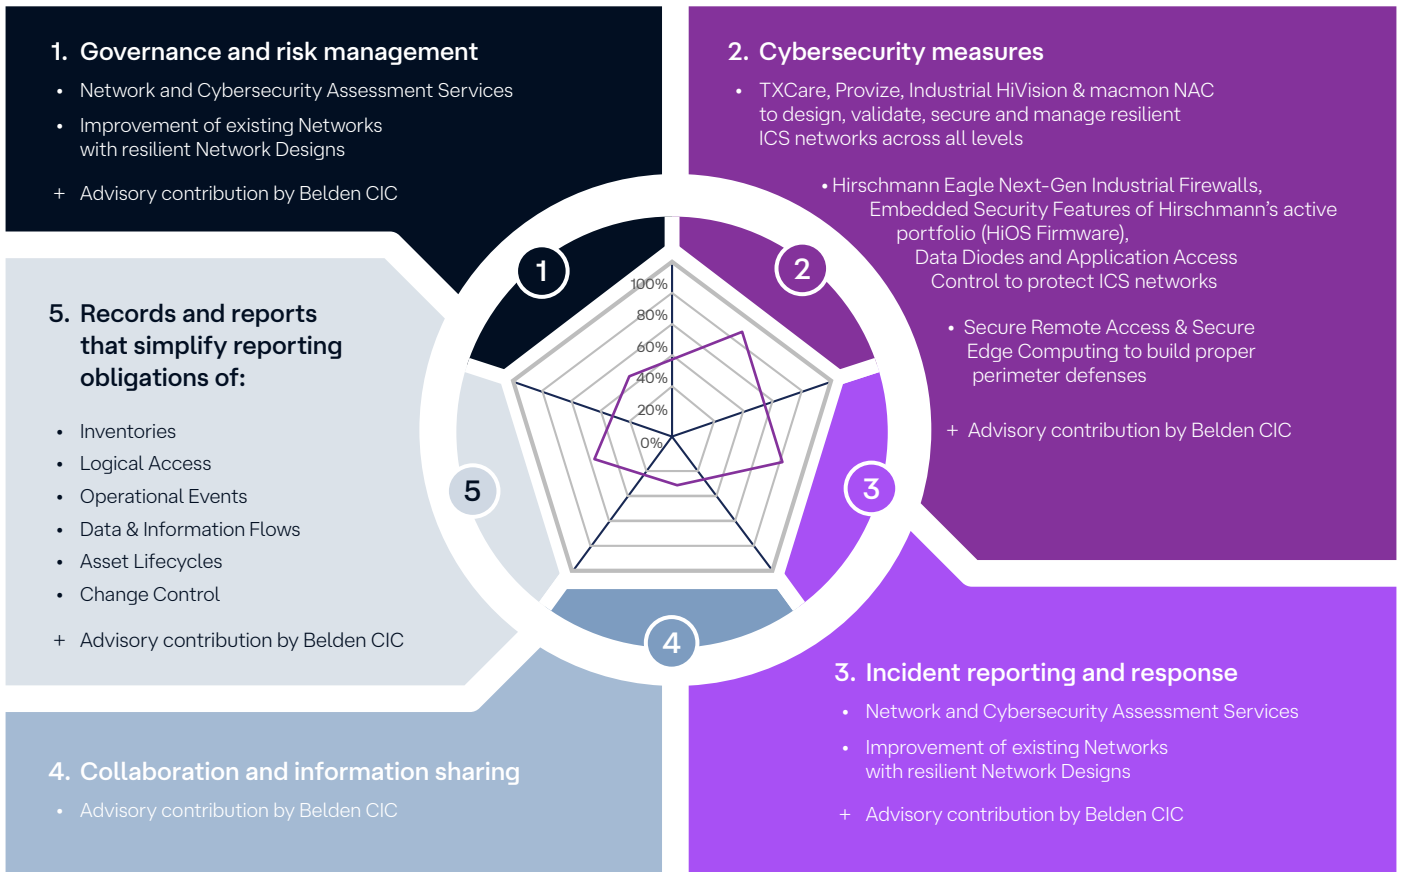 1. Governance and risk management
• Network and Cybersecurity Assessment Services
• Improvement of existing Networks
with resilient Network Designs
+ Advisory contribution by Belden CIC
2. Cybersecurity measures
• TXCare, Provize, Industrial HiVision & macmon NAC
to design, validate, secure and manage resilient
ICS networks across all levels
• Hirschmann Eagle Next-Gen Industrial Firewalls,
Embedded Security Features of Hirschmann's active
portfolio (HiOS Firmware),
Data Diodes and Application Access
Control to protect ICS networks
• Secure Remote Access & Secure
Edge Computing to build proper
perimeter defenses
+ Advisory contribution by Belden CIC
1
2
3
4
5
100%
80%
60%
40%
20%
0%
3. Incident reporting and response
• Network and Cybersecurity Assessment Services
• Improvement of existing Networks
with resilient Network Designs
+ Advisory contribution by Belden CIC
4. Collaboration and information sharing
• Advisory contribution by Belden CIC
5. Records and reports
that simplify reporting
obligations of:
• Inventories
• Logical Access
• Operational Events
• Data & Information Flows
• Asset Lifecycles
• Change Control
+ Advisory contribution by Belden CIC